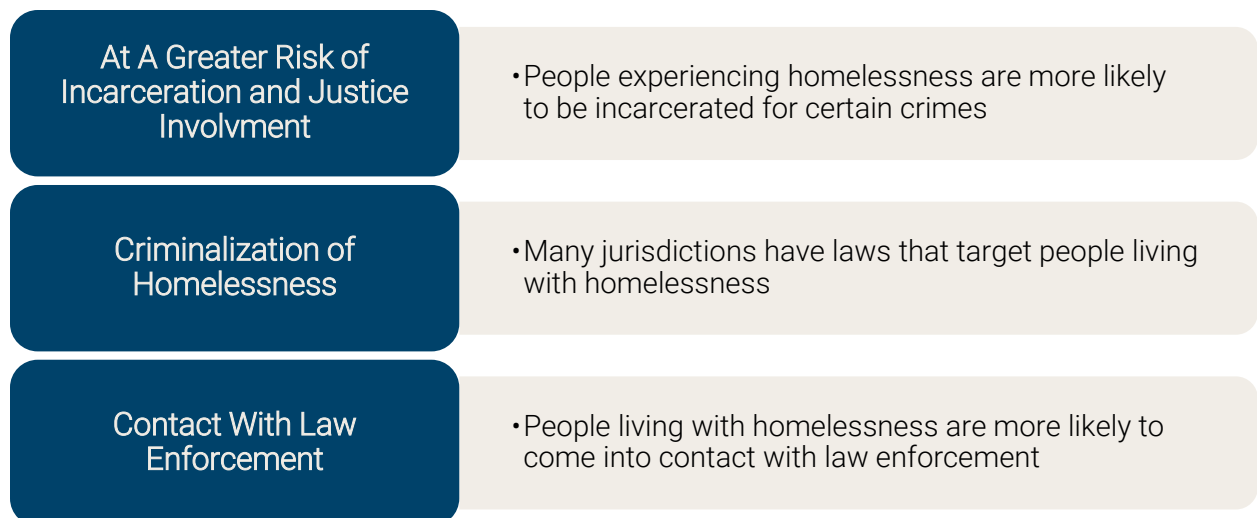 At A Greater Risk of
Incarceration and Justice
Involvment
•People experiencing homelessness are more likely
to be incarcerated for certain crimes
Criminalization of
Homelessness
•Many jurisdictions have laws that target people living
with homelessness
Contact With Law
Enforcement
•People living with homelessness are more likely to
come into contact with law enforcement